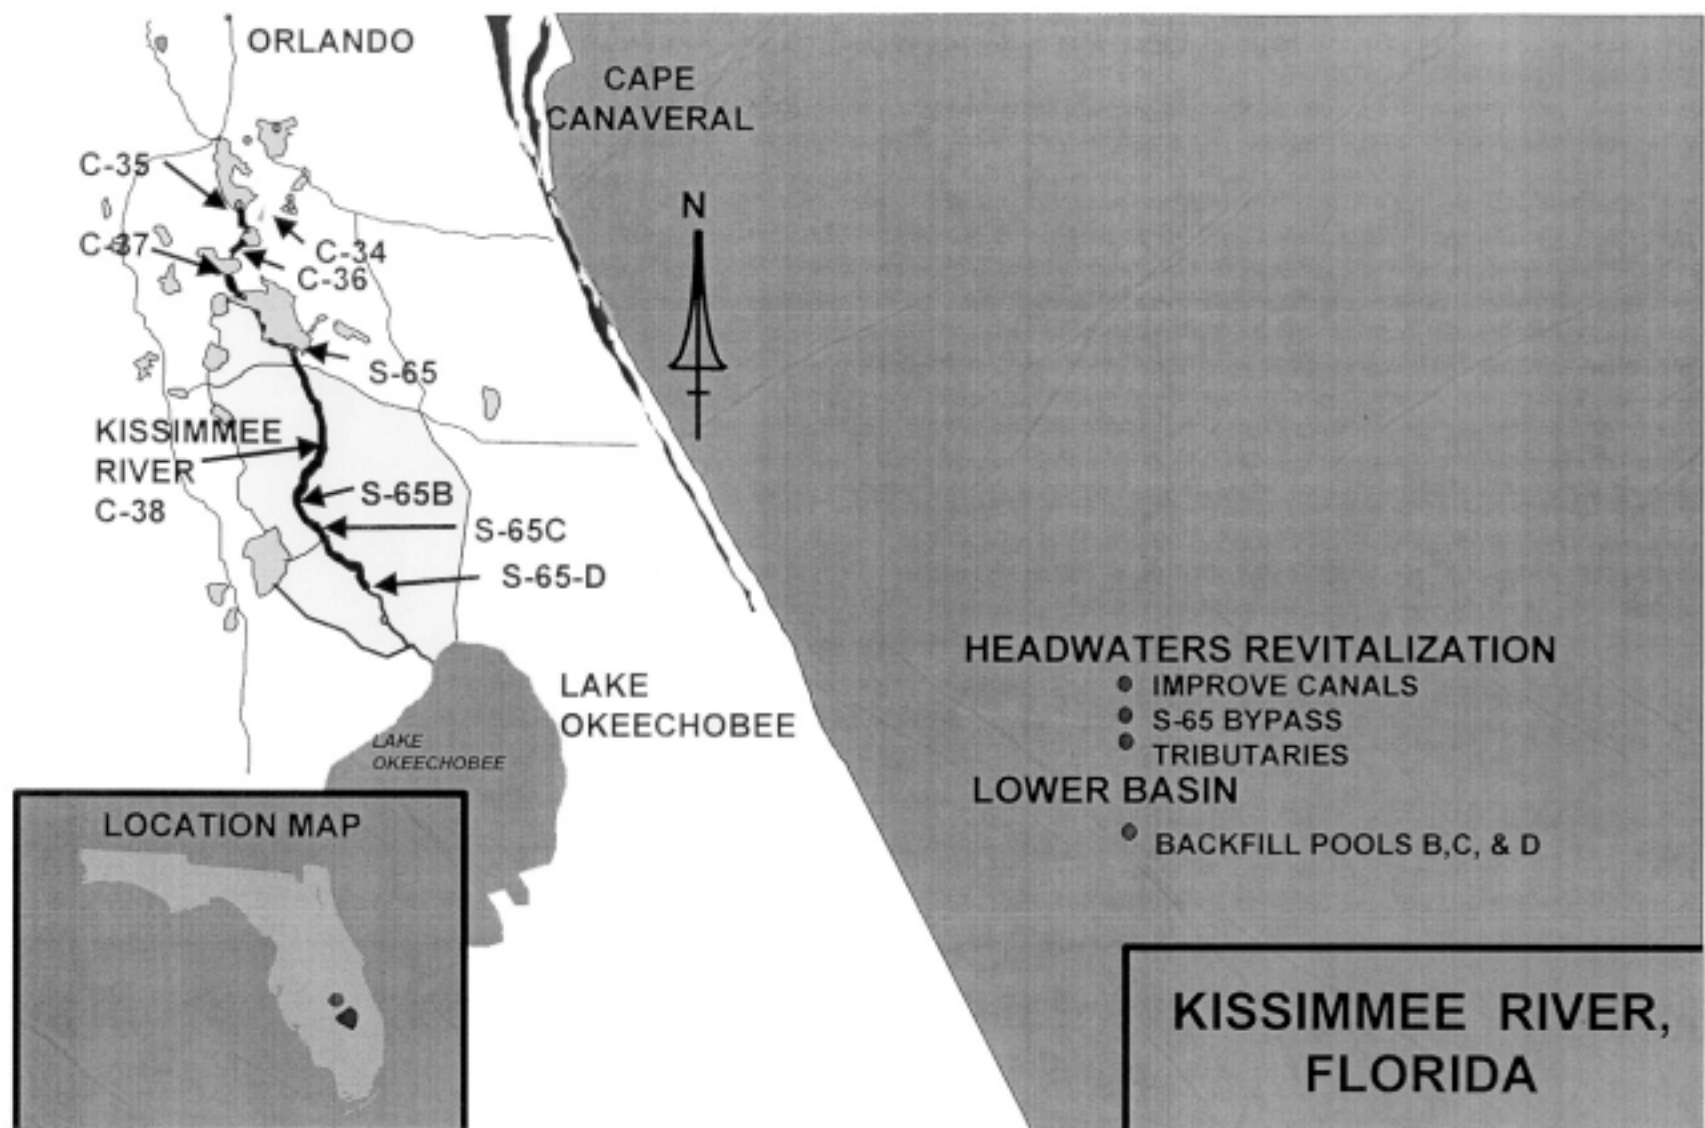 ORLANDO
CAPE
CANAVERAL
C-35
N
C-37
C-34
C-36
S-65
KISSIMMEE
RIVER
C-38
S-65B
S-65C
S-65-D
LAKE
OKEECHOBEE
LAKE
OKEECHOBEE
HEADWATERS REVITALIZATION
IMPROVE CANALS
S-65 BYPASS
TRIBUTARIES
LOWER BASIN
BACKFILL POOLS B,C, & D
LOCATION MAP
KISSIMMEE RIVER,
FLORIDA